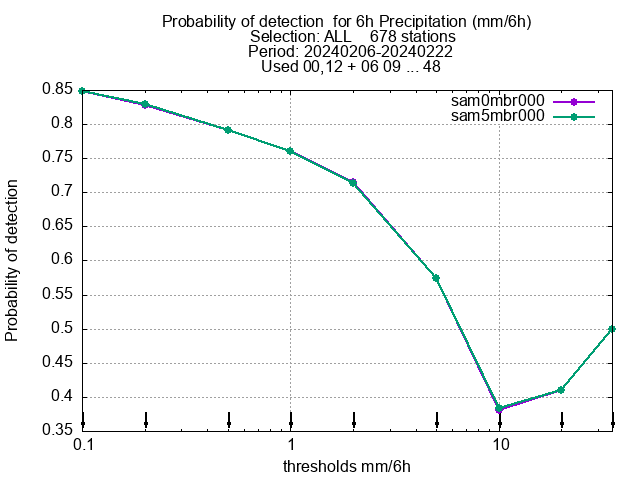 Probability of detection  for 6h Precipitation (mm/6h)
Selection: ALL    678 stations
Period: 20240206-20240222
Used 00,12 + 06 09 ... 48
sam0mbr000
sam5mbr000
Probability of detection
0.85
0.8
0.75
0.7
0.65
0.6
0.55
0.5
0.45
0.4
0.35
0.1
1
10
thresholds mm/6h